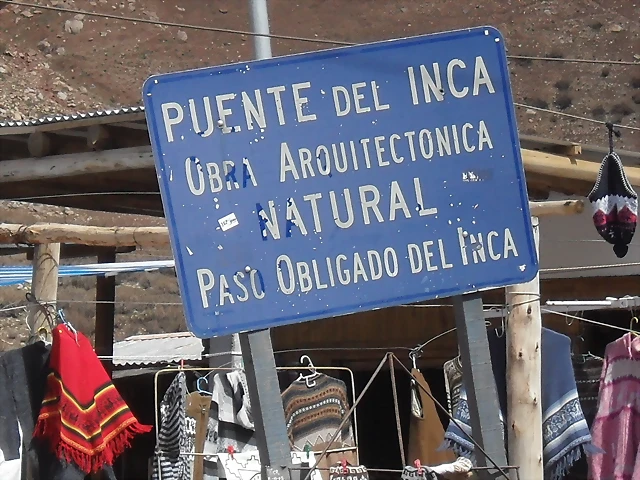 PUENTE DEL INCA
OBRA ARQUITECTONICA
NATURAL
PASO OBLIGADO DEL INCA